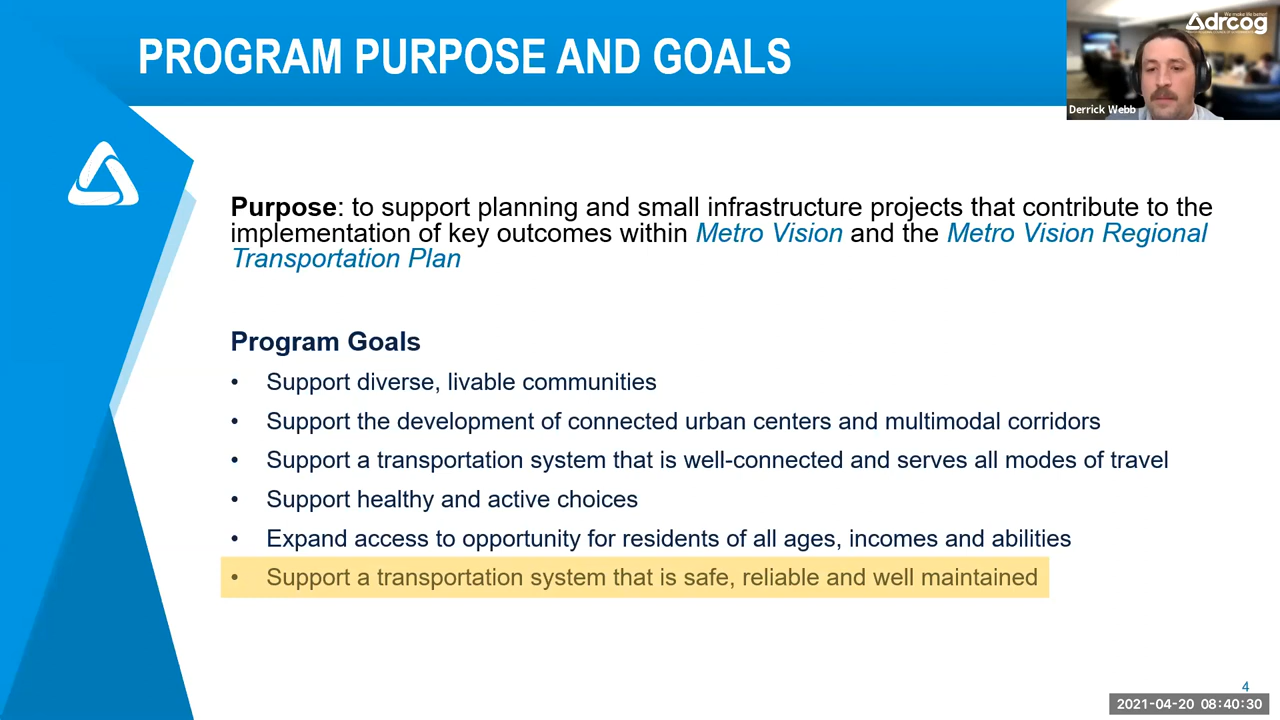 PROGRAM PURPOSE AND GOALS
We make life better!
drcog
Derrick Webb
Purpose: to support planning and small infrastructure projects that contribute to the
implementation of key outcomes within Metro Vision and the Metro Vision Regional
Transportation Plan
Program Goals
• Support diverse, livable communities
• Support the development of connected urban centers and multimodal corridors
• Support a transportation system that is well-connected and serves all modes of travel
• Support healthy and active choices
• Expand access to opportunity for residents of all ages, incomes and abilities
• Support a transportation system that is safe, reliable and well maintained
4
2021-04-20 08:40:30